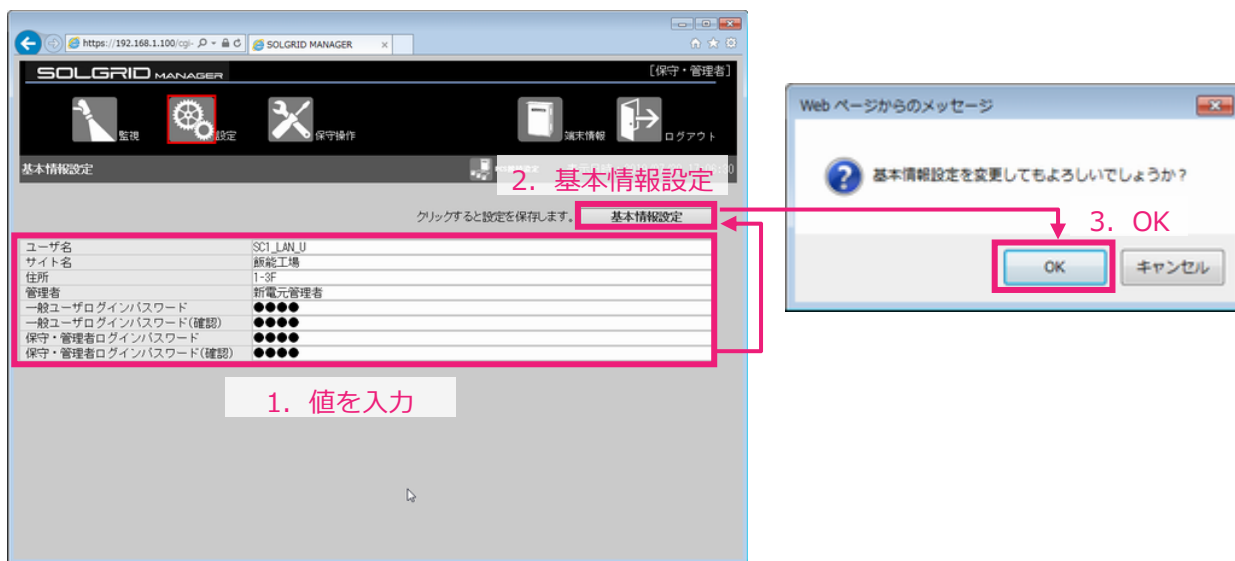 https://192.168.1.100/cgi-
SOLGRID MANAGER
SOLGRID MANAGER
[保守・管理者]
監視
設定
保守操作
端末情報
ログアウト
基本情報設定
2. 基本情報設定
クリックすると設定を保存します。
基本情報設定
ユーザ名 SC1_LAN_U
サイト名 飯能工場
住所 1-3F
管理者 新電元管理者
一般ユーザログインパスワード ●●●●
一般ユーザログインパスワード(確認) ●●●●
保守・管理者ログインパスワード ●●●●
保守・管理者ログインパスワード(確認) ●●●●
1. 値を入力
Web ページからのメッセージ
基本情報設定を変更してもよろしいでしょうか?
3. OK
OK
キャンセル